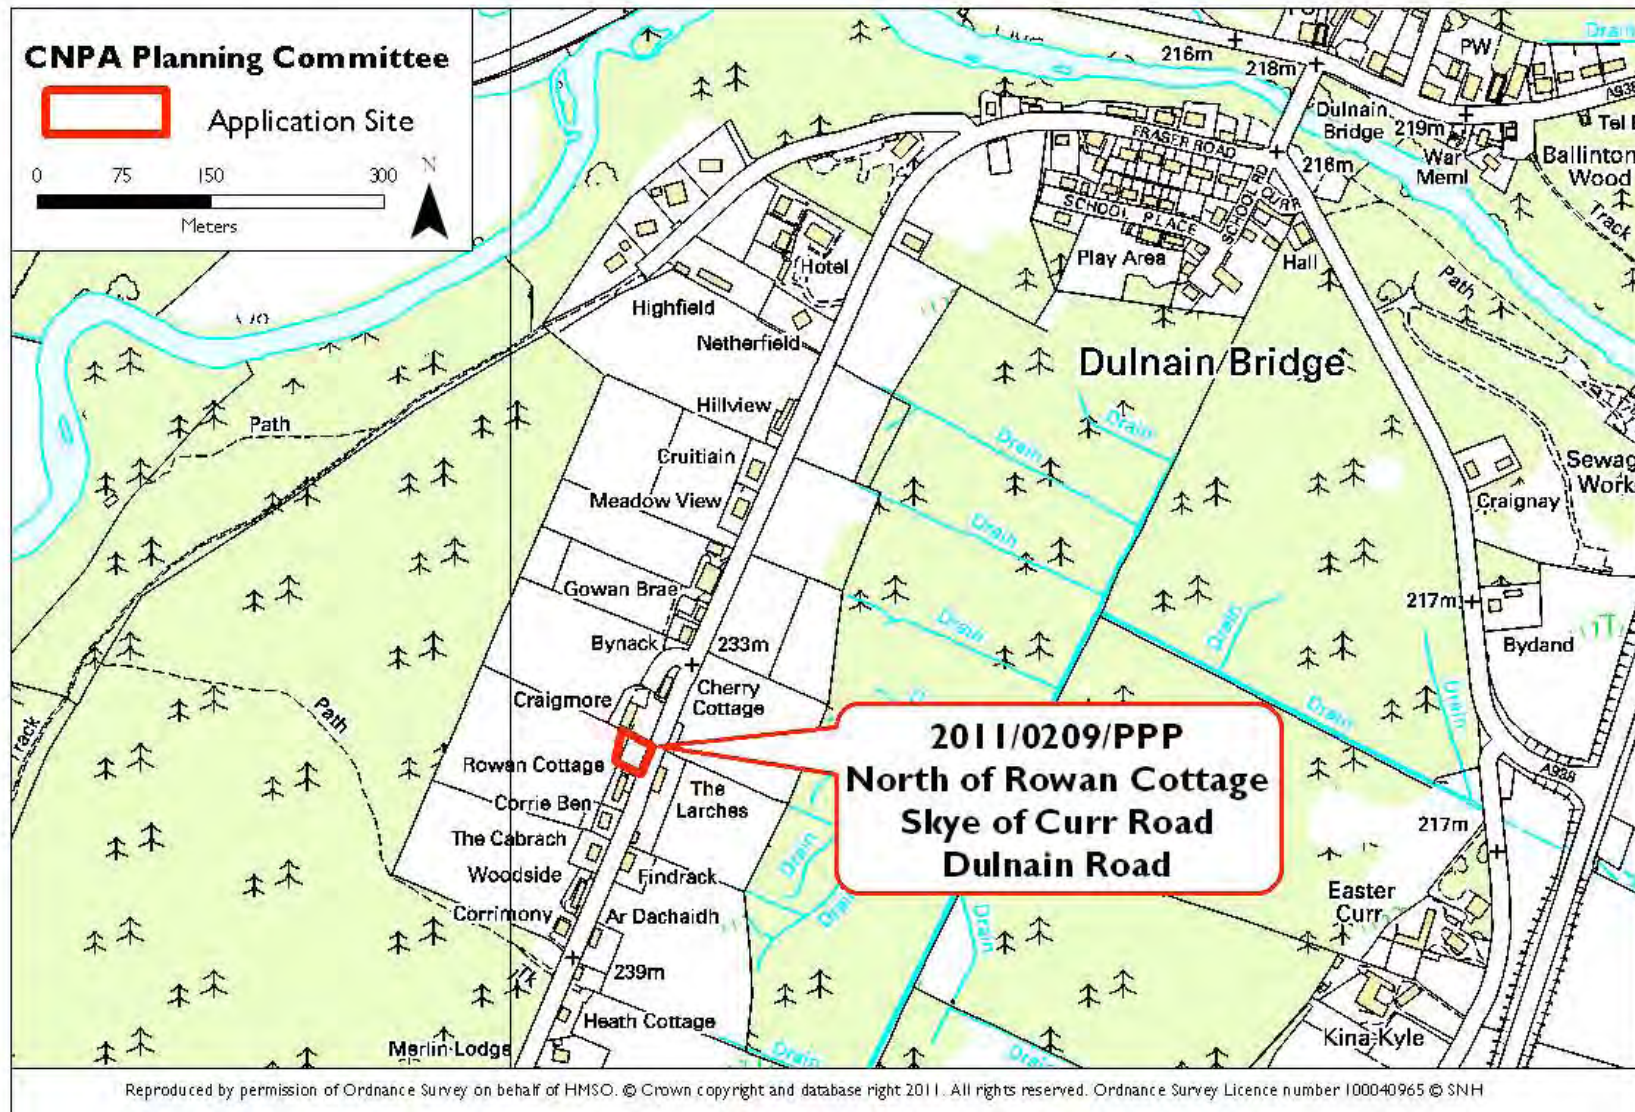 CNPA Planning Committee
Application Site
0 75 150 300
N
Meters
216m
218m
PW
Drain
A938
Dulnain
Bridge
219m
War
Meml
Ballinton
Wood
Track
FRASER ROAD
216m
SCHOOL RD
CURR
SCHOOL PLACE
Play Area
Hall
Path
Hotel
Highfield
Netherfield
Dulnain Bridge
Hillview
Path
Drain
Drain
Cruitiain
Meadow View
Sewag
Work
Craignay
Drain
Gowan Brae
217m
Drain
Drain
Bynack
233m
Bydand
Craigmore
Cherry
Cottage
Path
Track
Drain
Drain
2011/0209/PPP
North of Rowan Cottage
Skye of Curr Road
Dulnain Road
Rowan Cottage
A938
Corrie Ben
The
Larches
217m
The Cabrach
Drain
Woodside
Findrack
Drain
Easter
Curr
Corrimony
Ar Dachaidh
Drain
Tk
239m
Heath Cottage
Kina-Kyle
Merlin Lodge
Drain
Drain
Reproduced by permission of Ordnance Survey on behalf of HMSO. © Crown copyright and database right 2011. All rights reserved. Ordnance Survey Licence number 100040965 © SNH